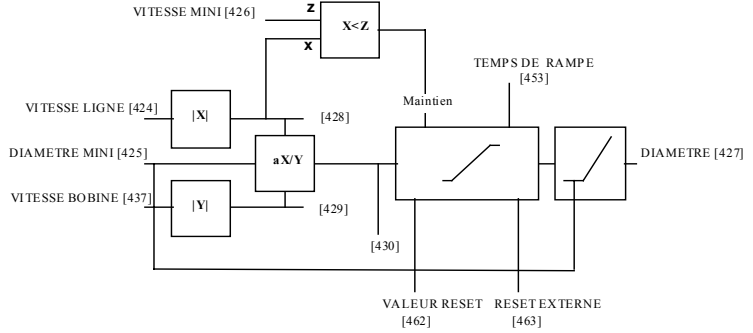 VITESSE MINI [426]
Z
X
X<Z
TEMPS DE RAMPE
[453]
Maintien
VITESSE LIGNE [424]
|X|
[428]
DIAMETRE MINI [425]
aX/Y
DIAMETRE [427]
VITESSE BOBINE [437]
|Y|
[429]
[430]
VALEUR RESET
[462]
RESET EXTERNE
[463]